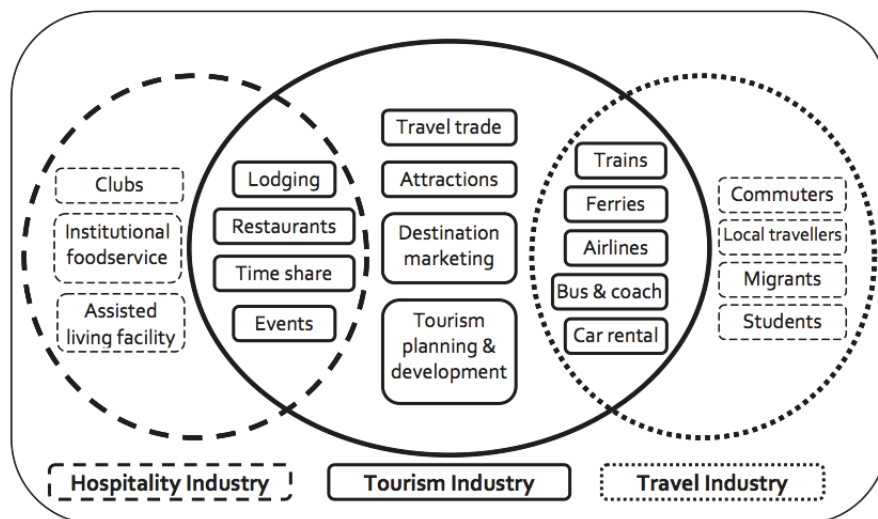 Clubs
Institutional
foodservice
Assisted
living facility
Lodging
Restaurants
Time share
Events
Travel trade
Attractions
Destination
marketing
Tourism
planning &
development
Trains
Ferries
Airlines
Bus & coach
Car rental
Commuters
Local travellers
Migrants
Students
Hospitality Industry
Tourism Industry
Travel Industry